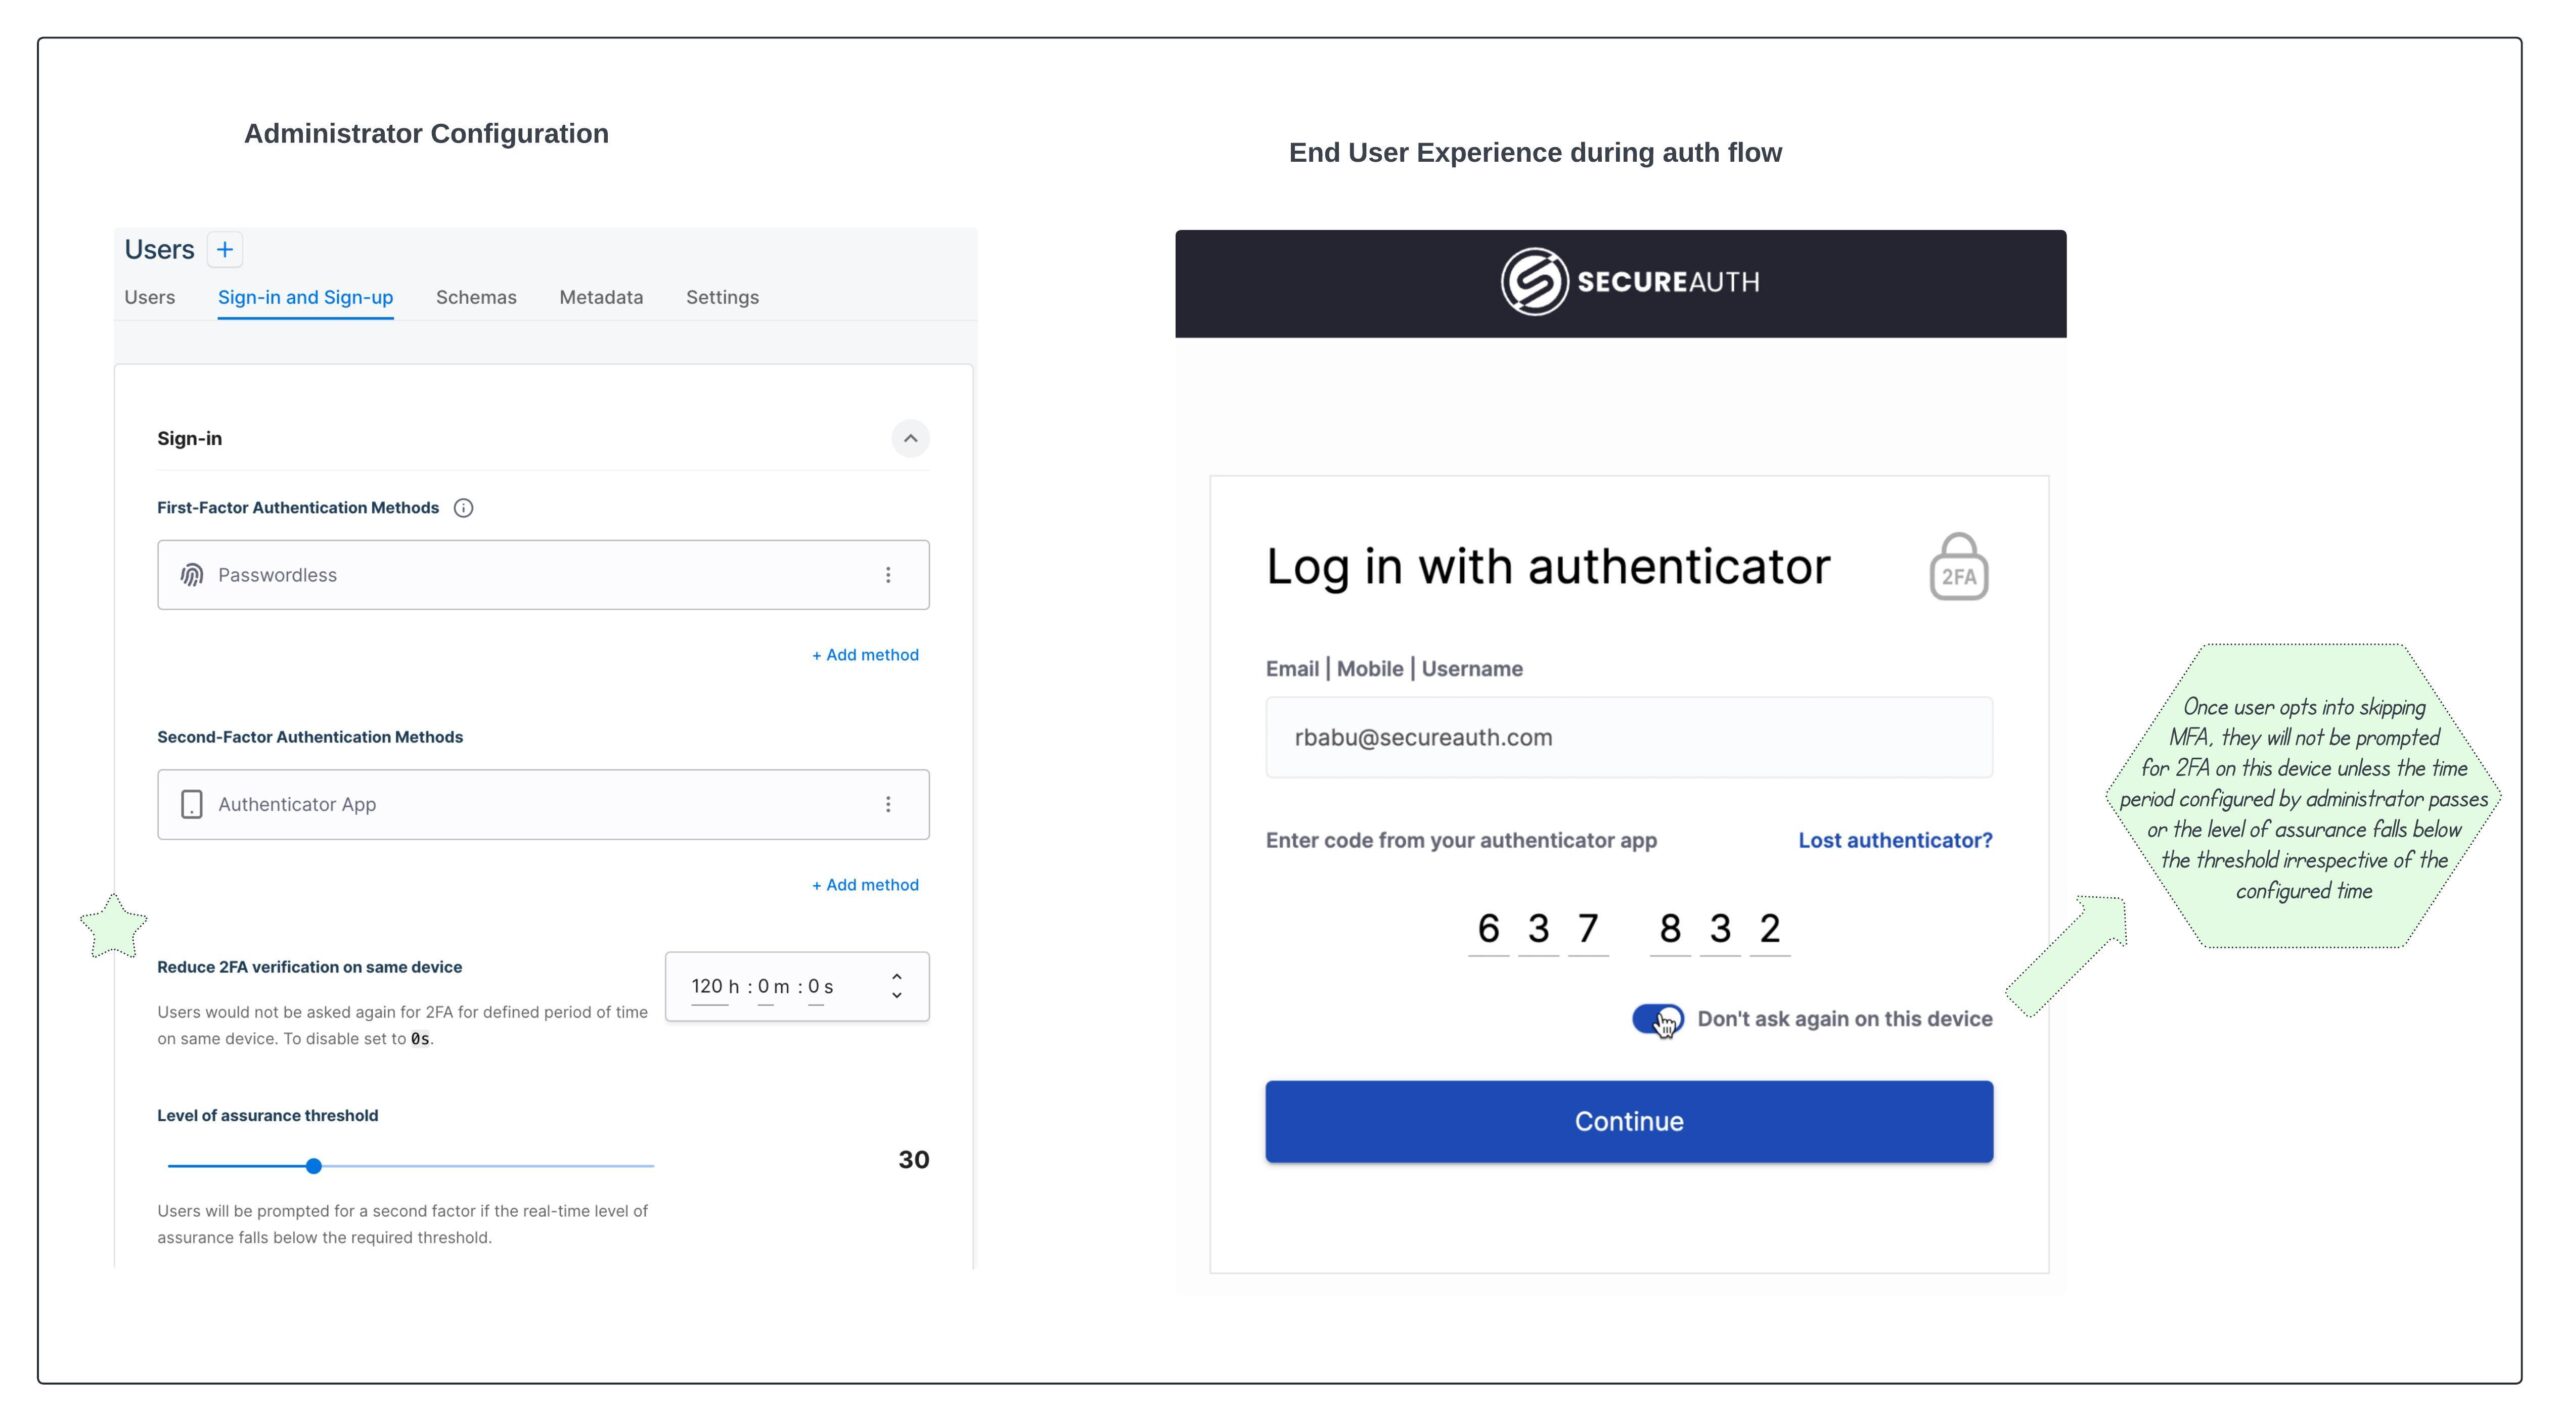 Administrator Configuration
End User Experience during auth flow
Users +
Users Sign-in and Sign-up Schemas Metadata Settings
Sign-in
First-Factor Authentication Methods
Passwordless
+ Add method
Second-Factor Authentication Methods
Authenticator App
+ Add method
Reduce 2FA verification on same device
120 h : 0 m : 0 s
Users would not be asked again for 2FA for defined period of time
on same device. To disable set to 0s.
Level of assurance threshold
30
Users will be prompted for a second factor if the real-time level of
assurance falls below the required threshold.
SECUREAUTH
Log in with authenticator
2FA
Email | Mobile | Username
rbabu@secureauth.com
Enter code from your authenticator app Lost authenticator?
6 3 7 8 3 2
Don't ask again on this device
Continue
Once user opts into skipping
MFA, they will not be prompted
for 2FA on this device unless the time
period configured by administrator passes
or the level of assurance falls below
the threshold irrespective of the
configured time